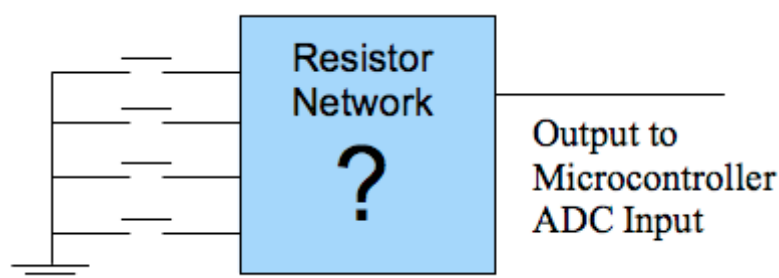 Resistor
Network
?
Output to
Microcontroller
ADC Input